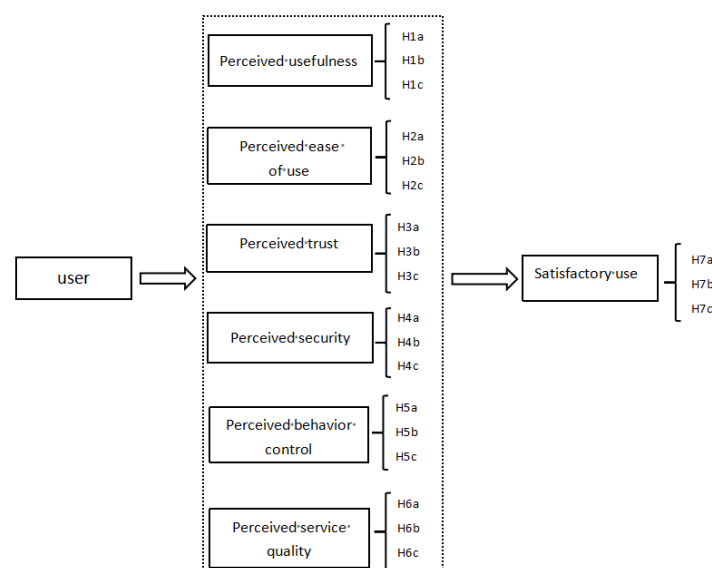 Perceived usefulness
H1a
H1b
H1c
Perceived ease
of use
H2a
H2b
H2c
Perceived trust
H3a
H3b
H3c
user
Satisfactory use
H7a
H7b
H7c
Perceived security
H4a
H4b
H4c
Perceived behavior
control
H5a
H5b
H5c
Perceived service
quality
H6a
H6b
H6c